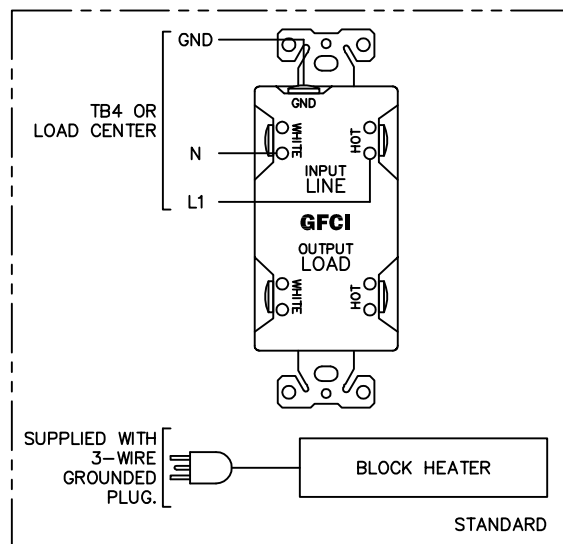 GND
TB4 OR
LOAD CENTER
N
L1
GND
WHITE
HOT
INPUT
LINE
GFCI
OUTPUT
LOAD
WHITE
HOT
SUPPLIED WITH
3-WIRE
GROUNDED
PLUG.
BLOCK HEATER
STANDARD